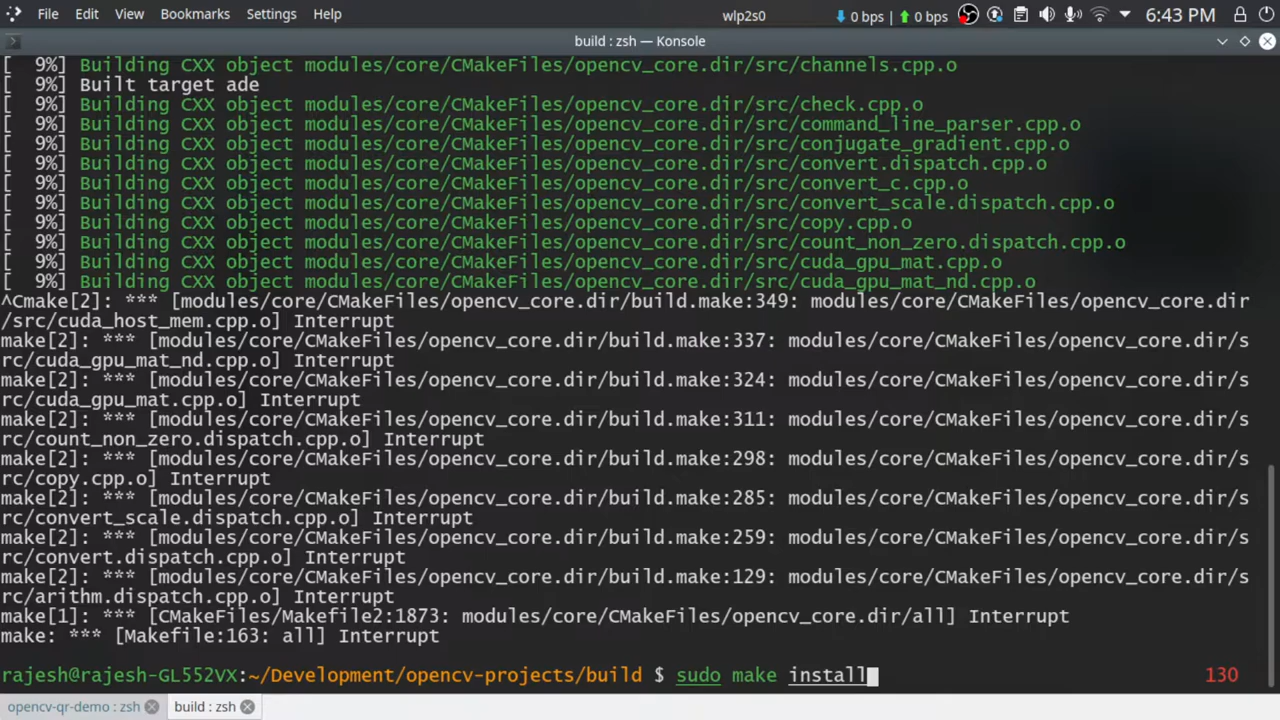 File Edit View Bookmarks Settings Help wlp2s0 0 bps | 0 bps | 6:43 PM
build : zsh — Konsole
[  9%] Building CXX object modules/core/CMakeFiles/opencv_core.dir/src/channels.cpp.o
[  9%] Built target ade
[  9%] Building CXX object modules/core/CMakeFiles/opencv_core.dir/src/check.cpp.o
[  9%] Building CXX object modules/core/CMakeFiles/opencv_core.dir/src/command_line_parser.cpp.o
[  9%] Building CXX object modules/core/CMakeFiles/opencv_core.dir/src/conjugate_gradient.cpp.o
[  9%] Building CXX object modules/core/CMakeFiles/opencv_core.dir/src/convert.dispatch.cpp.o
[  9%] Building CXX object modules/core/CMakeFiles/opencv_core.dir/src/convert_c.cpp.o
[  9%] Building CXX object modules/core/CMakeFiles/opencv_core.dir/src/convert_scale.dispatch.cpp.o
[  9%] Building CXX object modules/core/CMakeFiles/opencv_core.dir/src/copy.cpp.o
[  9%] Building CXX object modules/core/CMakeFiles/opencv_core.dir/src/count_non_zero.dispatch.cpp.o
[  9%] Building CXX object modules/core/CMakeFiles/opencv_core.dir/src/cuda_gpu_mat.cpp.o
[  9%] Building CXX object modules/core/CMakeFiles/opencv_core.dir/src/cuda_gpu_mat_nd.cpp.o
^Cmake[2]: *** [modules/core/CMakeFiles/opencv_core.dir/build.make:349: modules/core/CMakeFiles/opencv_core.dir
/src/cuda_host_mem.cpp.o] Interrupt
make[2]: *** [modules/core/CMakeFiles/opencv_core.dir/build.make:337: modules/core/CMakeFiles/opencv_core.dir/s
rc/cuda_gpu_mat_nd.cpp.o] Interrupt
make[2]: *** [modules/core/CMakeFiles/opencv_core.dir/build.make:324: modules/core/CMakeFiles/opencv_core.dir/s
rc/cuda_gpu_mat.cpp.o] Interrupt
make[2]: *** [modules/core/CMakeFiles/opencv_core.dir/build.make:311: modules/core/CMakeFiles/opencv_core.dir/s
rc/count_non_zero.dispatch.cpp.o] Interrupt
make[2]: *** [modules/core/CMakeFiles/opencv_core.dir/build.make:298: modules/core/CMakeFiles/opencv_core.dir/s
rc/copy.cpp.o] Interrupt
make[2]: *** [modules/core/CMakeFiles/opencv_core.dir/build.make:285: modules/core/CMakeFiles/opencv_core.dir/s
rc/convert_scale.dispatch.cpp.o] Interrupt
make[2]: *** [modules/core/CMakeFiles/opencv_core.dir/build.make:259: modules/core/CMakeFiles/opencv_core.dir/s
rc/convert.dispatch.cpp.o] Interrupt
make[2]: *** [modules/core/CMakeFiles/opencv_core.dir/build.make:129: modules/core/CMakeFiles/opencv_core.dir/s
rc/arithm.dispatch.cpp.o] Interrupt
make[1]: *** [CMakeFiles/Makefile2:1873: modules/core/CMakeFiles/opencv_core.dir/all] Interrupt
make: *** [Makefile:163: all] Interrupt
rajesh@rajesh-GL552VX:~/Development/opencv-projects/build $ sudo make install 130
opencv-qr-demo : zsh build : zsh